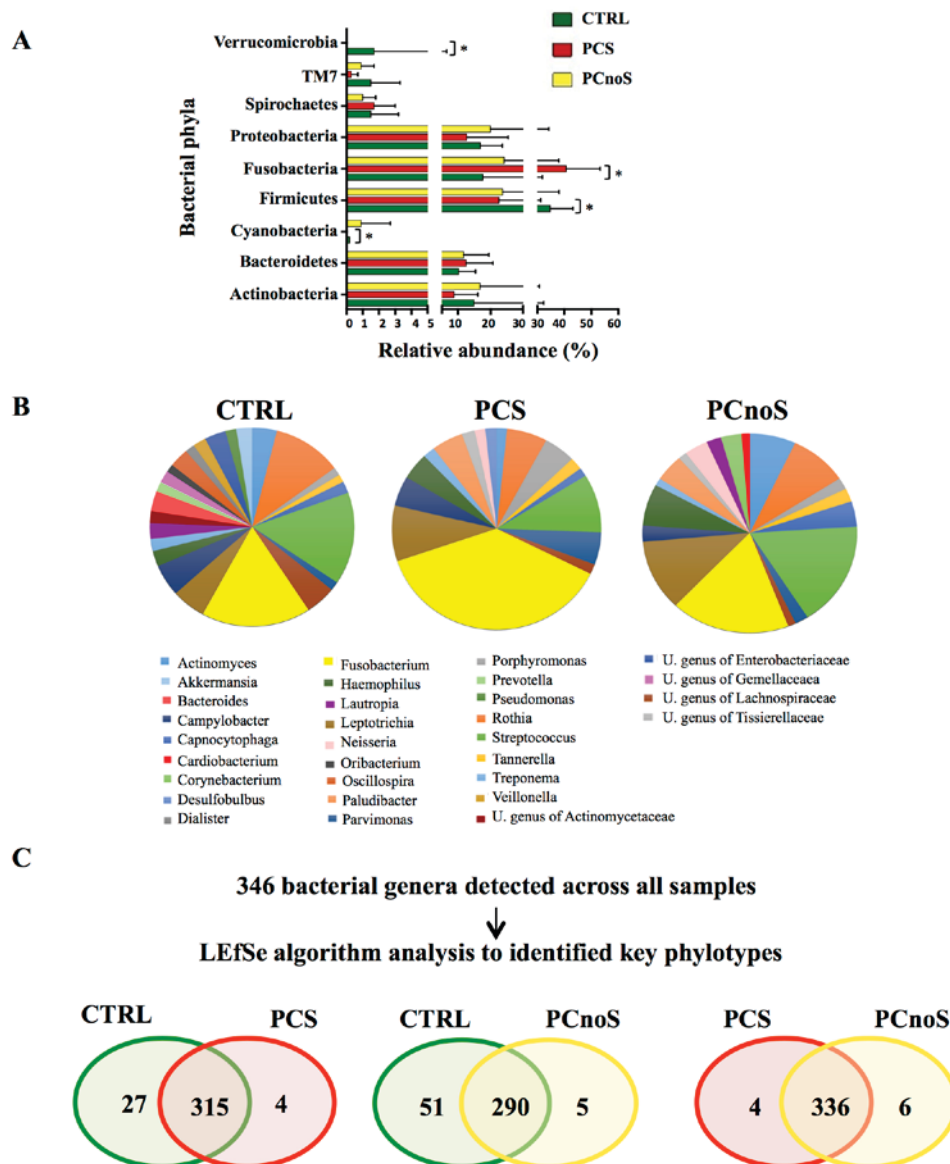 A
CTRL
PCS
PCnoS
Bacterial phyla
Verrucomicrobia
*
TM7
Spirochaetes
Proteobacteria
Fusobacteria
*
Firmicutes
*
Cyanobacteria
*
Bacteroidetes
Actinobacteria
0 1 2 3 4 5 10 20 30 30 40 50 60
Relative abundance (%)
B
CTRL PCS PCnoS
Actinomyces
Akkermansia
Bacteroides
Campylobacter
Capnocytophaga
Cardiobacterium
Corynebacterium
Desulfobulbus
Dialister
Fusobacterium
Haemophilus
Lautropia
Leptotrichia
Neisseria
Oribacterium
Oscillospira
Paludibacter
Parvimonas
Porphyromonas
Prevotella
Pseudomonas
Rothia
Streptococcus
Tannerella
Treponema
Veillonella
U. genus of Actinomycetaceae
U. genus of Enterobacteriaceae
U. genus of Gemellaceaea
U. genus of Lachnospiraceae
U. genus of Tissierellaceae
C
346 bacterial genera detected across all samples
LEfSe algorithm analysis to identified key phylotypes
CTRL PCS
27 315 4
CTRL PCnoS
51 290 5
PCS PCnoS
4 336 6